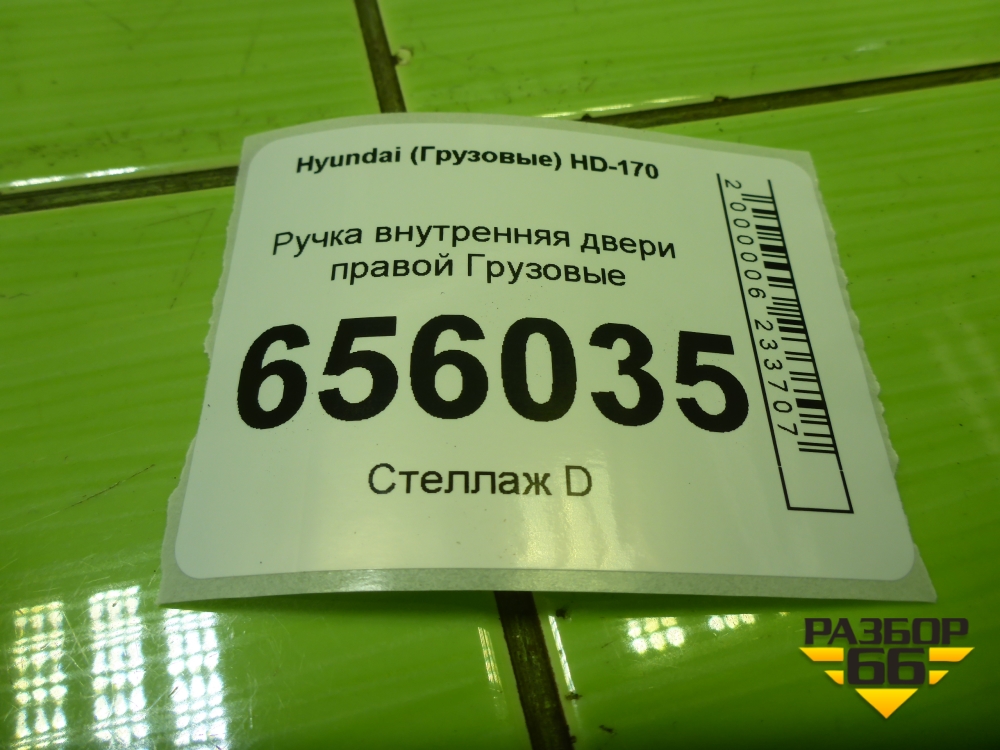 Hyundai (Грузовые) HD-170
Ручка внутренняя двери
правой Грузовые
656035
Стеллаж D
2000006233707
РАЗБОР
66